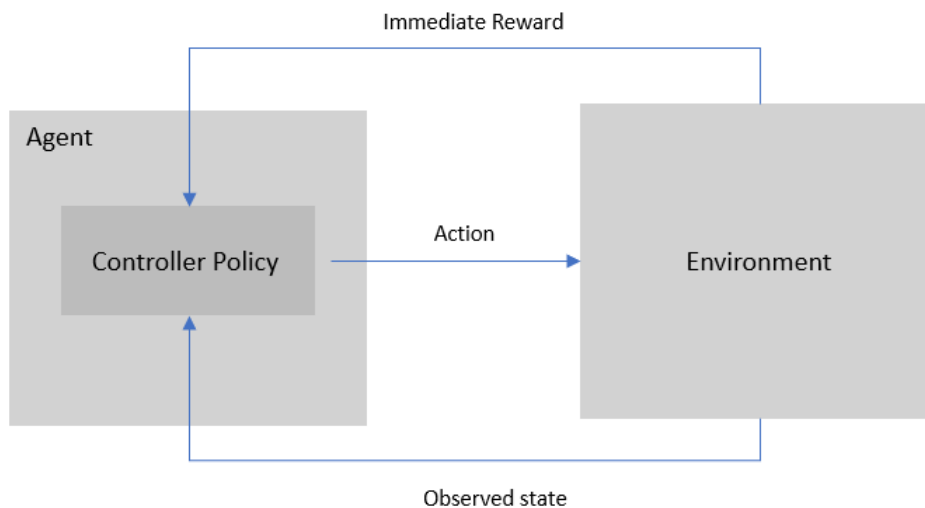 Immediate Reward
Agent
Action
Controller Policy
Environment
Observed state